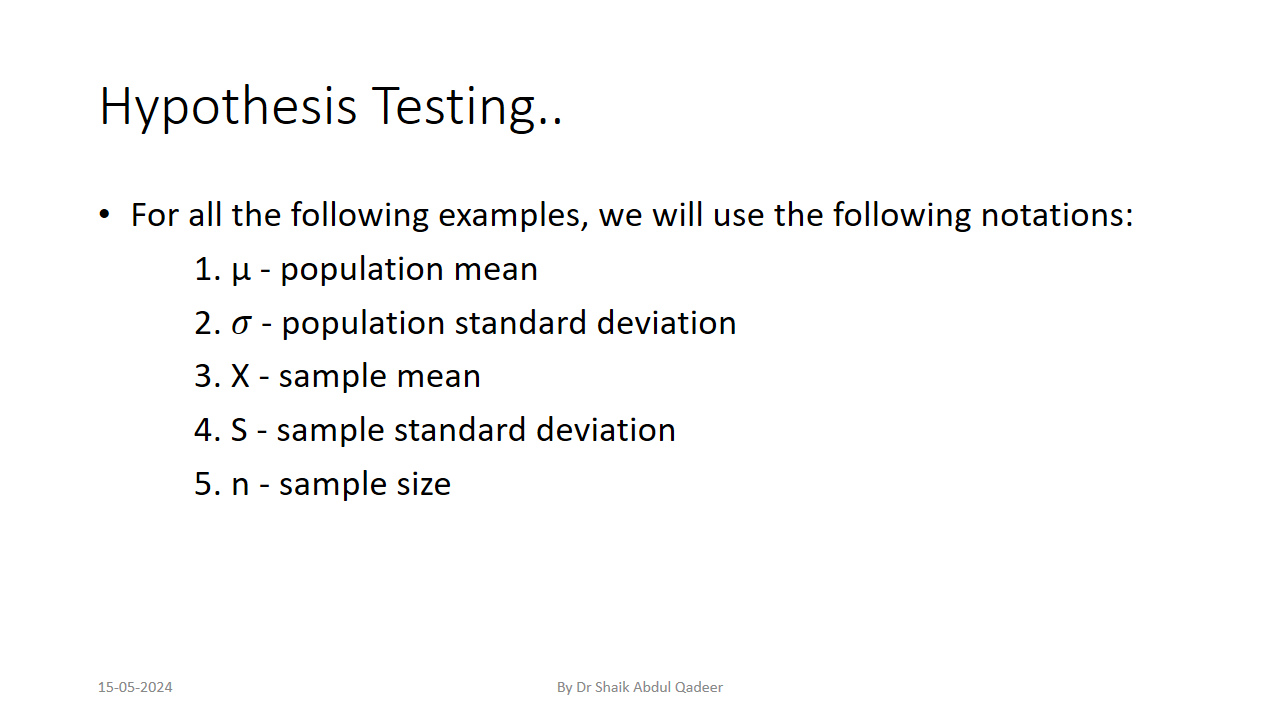 Hypothesis Testing..
• For all the following examples, we will use the following notations:
1. μ - population mean
2. 𝜎 - population standard deviation
3. X - sample mean
4. S - sample standard deviation
5. n - sample size
15-05-2024
By Dr Shaik Abdul Qadeer